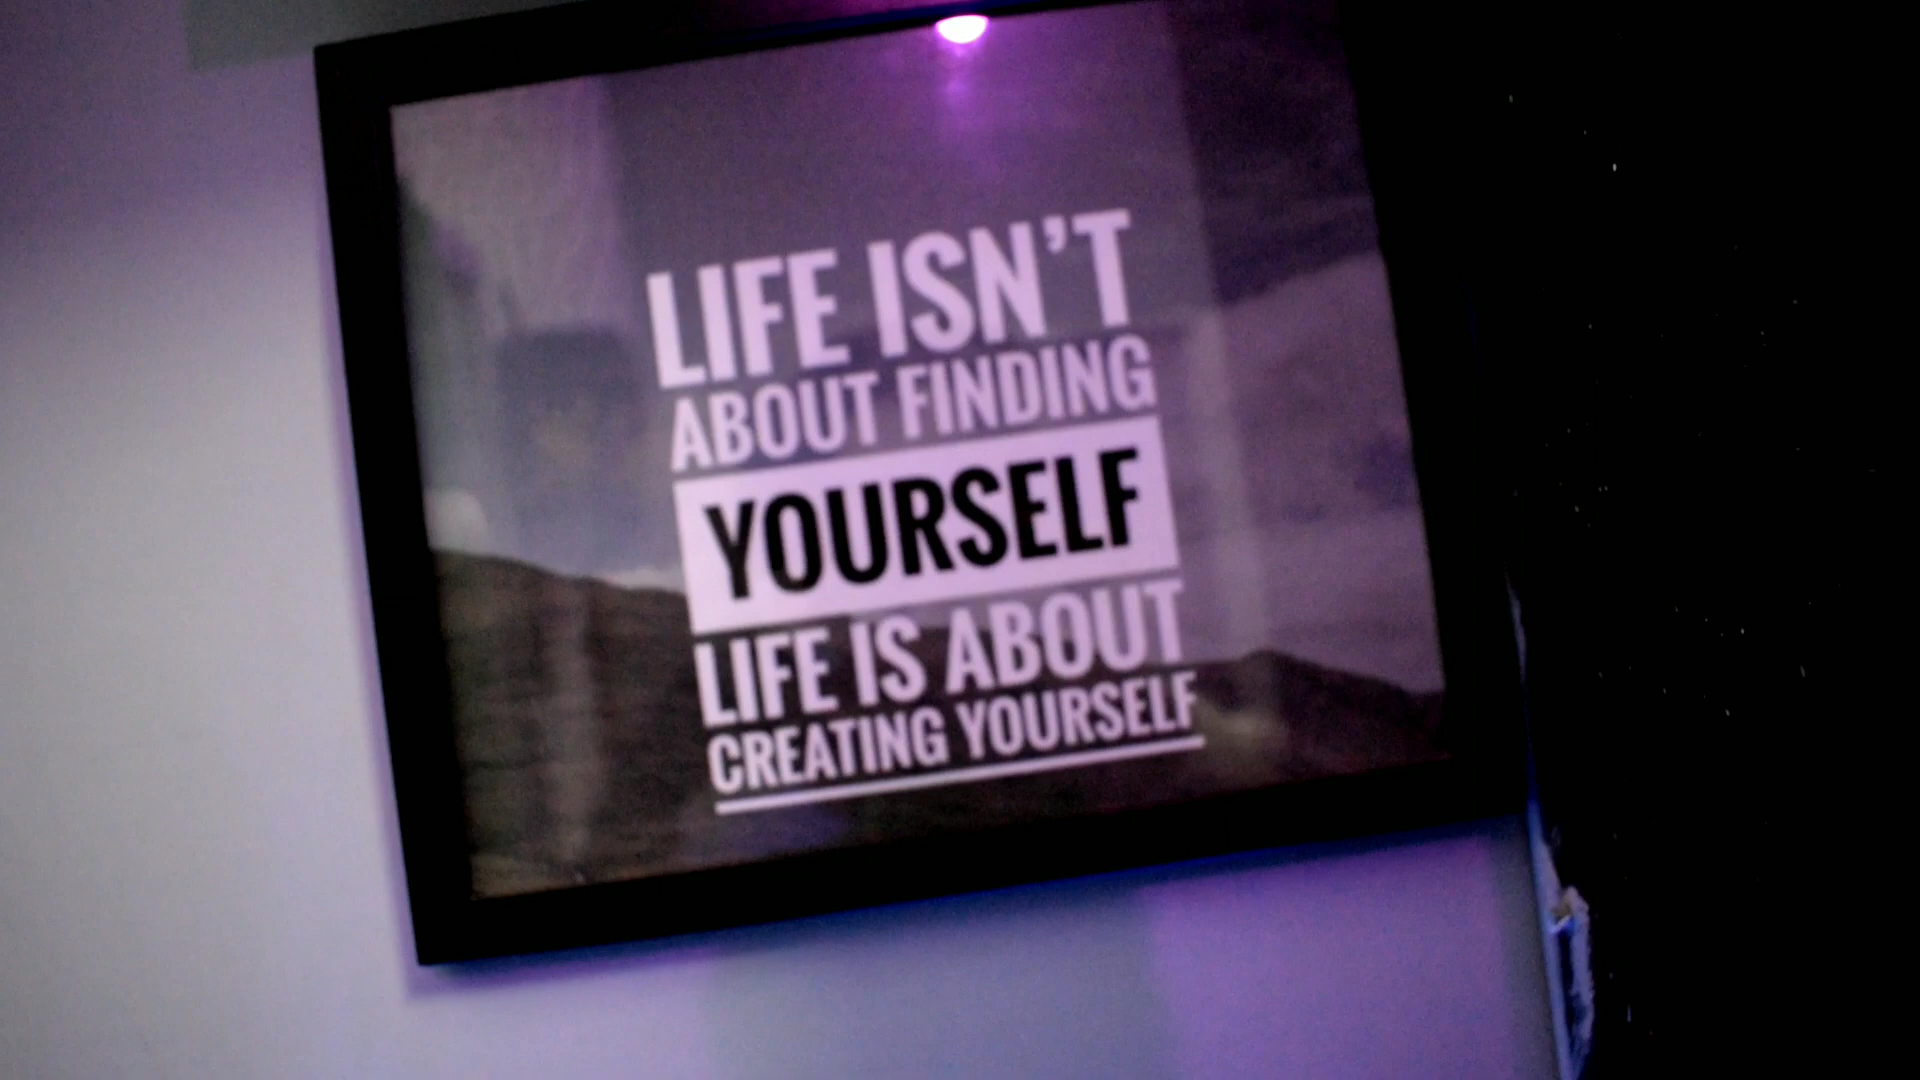 LIFE ISN'T
ABOUT FINDING
YOURSELF
LIFE IS ABOUT
CREATING YOURSELF